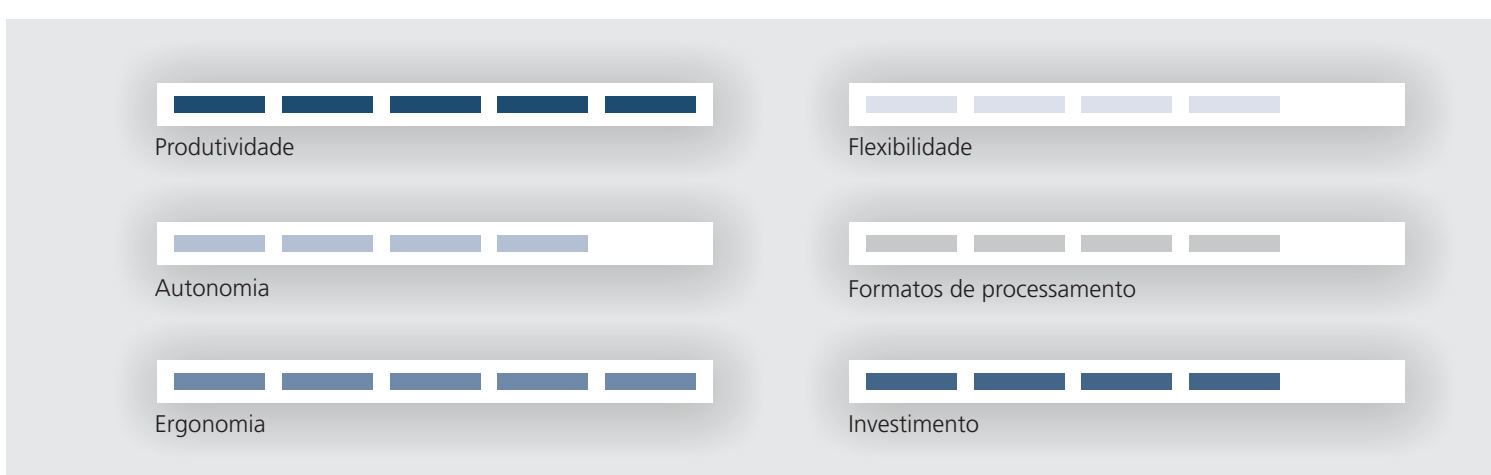 Produtividade
Flexibilidade
Autonomia
Formatos de processamento
Ergonomia
Investimento